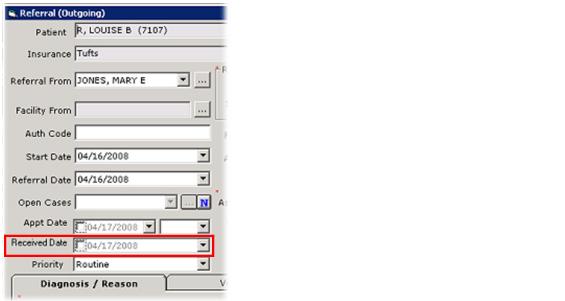 Referral (Outgoing)
Patient R, LOUISE B (7107)
Insurance Tufts
Referral From JONES, MARY E ...
Facility From ...
Auth Code
Start Date 04/16/2008
Referral Date 04/16/2008
Open Cases ... N
Appt Date 04/17/2008
Received Date 04/17/2008
Priority Routine
Diagnosis / Reason